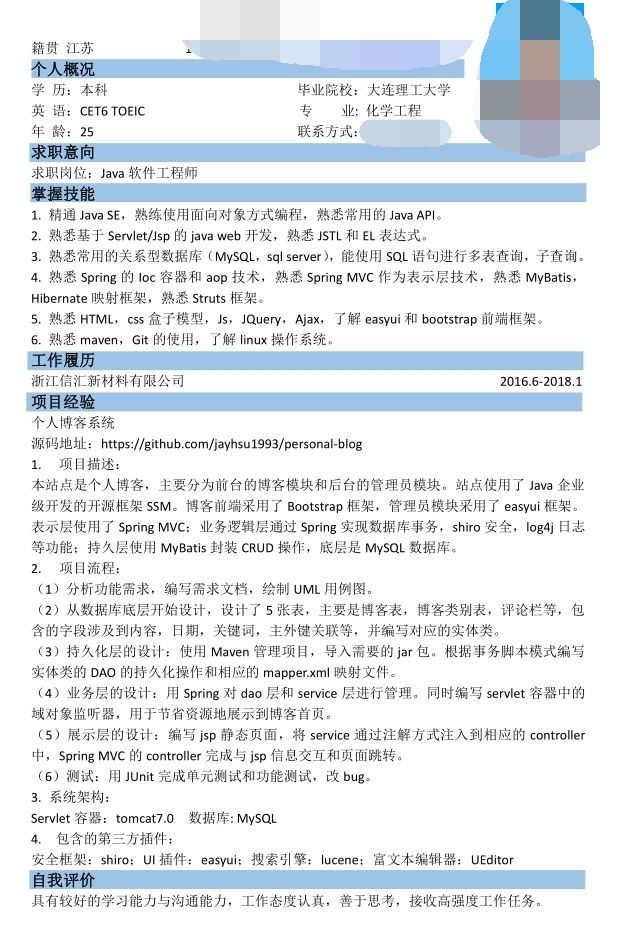 籍贯 江苏
个人概况
学 历：本科 毕业院校：大连理工大学
英 语：CET6 TOEIC 专 业：化学工程
年 龄：25 联系方式：
求职意向
求职岗位：Java 软件工程师
掌握技能
1. 精通 Java SE，熟练使用面向对象方式编程，熟悉常用的 Java API。
2. 熟悉基于 Servlet/Jsp 的 java web 开发，熟悉 JSTL 和 EL 表达式。
3. 熟悉常用的关系型数据库（MySQL，sql server），能使用 SQL 语句进行多表查询，子查询。
4. 熟悉 Spring 的 Ioc 容器和 aop 技术，熟悉 Spring MVC 作为表示层技术，熟悉 MyBatis，
Hibernate 映射框架，熟悉 Struts 框架。
5. 熟悉 HTML，css 盒子模型，Js，JQuery，Ajax，了解 easyui 和 bootstrap 前端框架。
6. 熟悉 maven，Git 的使用，了解 linux 操作系统。
工作履历
浙江信汇新材料有限公司 2016.6-2018.1
项目经验
个人博客系统
源码地址：https://github.com/jayhsu1993/personal-blog
1. 项目描述：
本站点是个人博客，主要分为前台的博客模块和后台的管理员模块。站点使用了 Java 企业
级开发的开源框架 SSM。博客前端采用了 Bootstrap 框架，管理员模块采用了 easyui 框架。
表示层使用了 Spring MVC；业务逻辑层通过 Spring 实现数据库事务，shiro 安全，log4j 日志
等功能；持久层使用 MyBatis 封装 CRUD 操作，底层是 MySQL 数据库。
2. 项目流程：
（1）分析功能需求，编写需求文档，绘制 UML 用例图。
（2）从数据库底层开始设计，设计了 5 张表，主要是博客表，博客类别表，评论栏等，包
含的字段涉及到内容，日期，关键词，主外键关联等，并编写对应的实体类。
（3）持久化层的设计：使用 Maven 管理项目，导入需要的 jar 包。根据事务脚本模式编写
实体类的 DAO 的持久化操作和相应的 mapper.xml 映射文件。
（4）业务层的设计：用 Spring 对 dao 层和 service 层进行管理。同时编写 servlet 容器中的
域对象监听器，用于节省资源地展示到博客首页。
（5）展示层的设计：编写 jsp 静态页面，将 service 通过注解方式注入到相应的 controller
中，Spring MVC 的 controller 完成与 jsp 信息交互和页面跳转。
（6）测试：用 JUnit 完成单元测试和功能测试，改 bug。
3. 系统架构：
Servlet 容器：tomcat7.0 数据库: MySQL
4. 包含的第三方插件：
安全框架：shiro；UI 插件：easyui；搜索引擎：lucene；富文本编辑器：UEditor
自我评价
具有较好的学习能力与沟通能力，工作态度认真，善于思考，接收高强度工作任务。